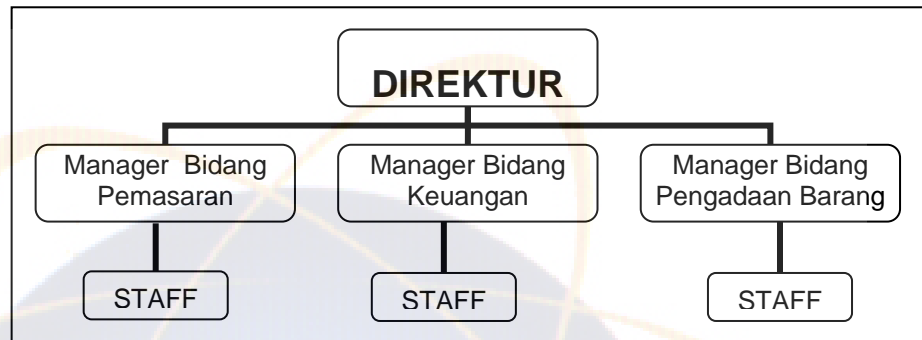 DIREKTUR
Manager Bidang
Pemasaran
Manager Bidang
Keuangan
Manager Bidang
Pengadaan Barang
STAFF
STAFF
STAFF